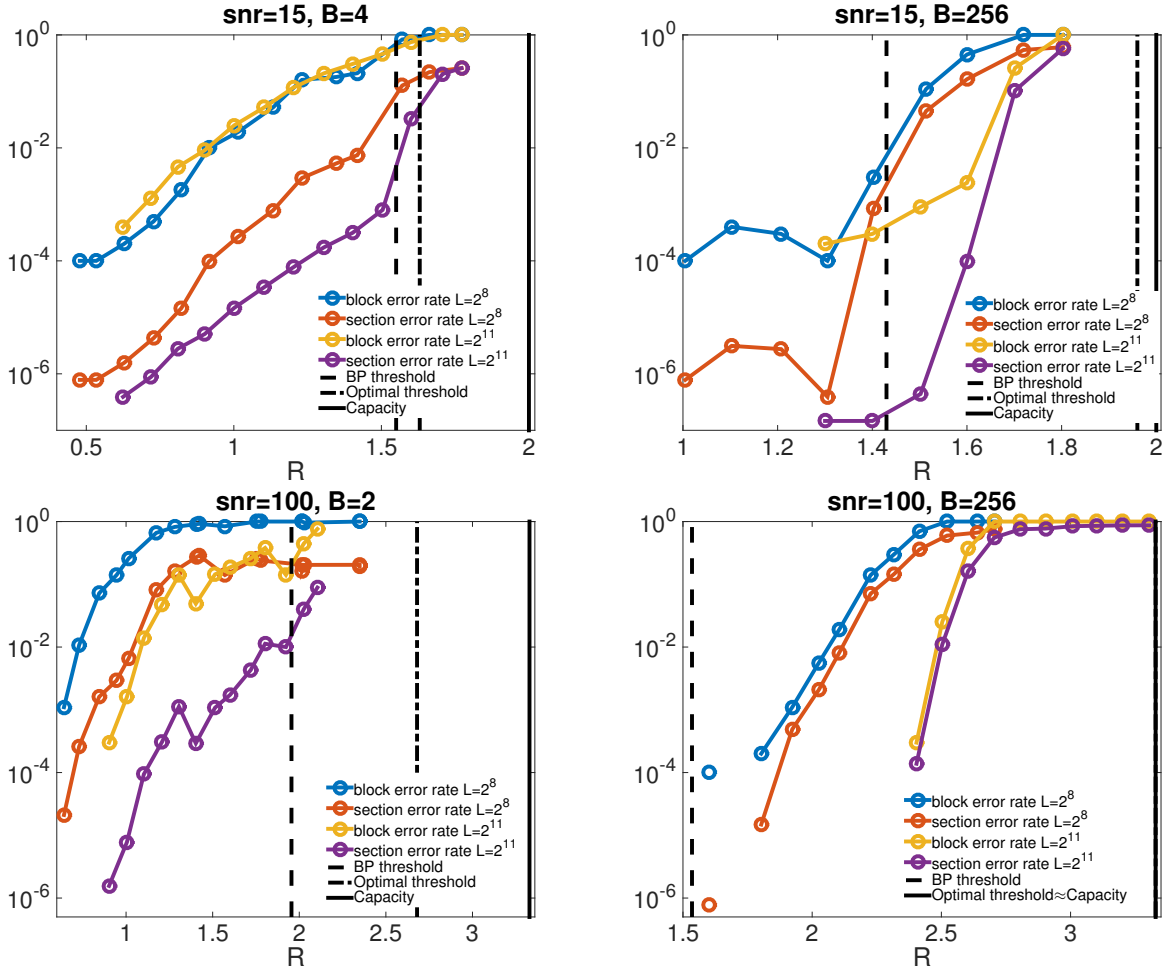 snr=15, B=4
10^0
10^-2
10^-4
10^-6
block error rate L=2^8
section error rate L=2^8
block error rate L=2^11
section error rate L=2^11
BP threshold
Optimal threshold
Capacity
0.5 1 1.5 2
R
snr=15, B=256
10^0
10^-2
10^-4
10^-6
block error rate L=2^8
section error rate L=2^8
block error rate L=2^11
section error rate L=2^11
BP threshold
Optimal threshold
Capacity
1 1.2 1.4 1.6 1.8 2
R
snr=100, B=2
10^0
10^-2
10^-4
10^-6
block error rate L=2^8
section error rate L=2^8
block error rate L=2^11
section error rate L=2^11
BP threshold
Optimal threshold
Capacity
1 1.5 2 2.5 3
R
snr=100, B=256
10^0
10^-2
10^-4
10^-6
block error rate L=2^8
section error rate L=2^8
block error rate L=2^11
section error rate L=2^11
BP threshold
Optimal threshold≈Capacity
1.5 2 2.5 3
R